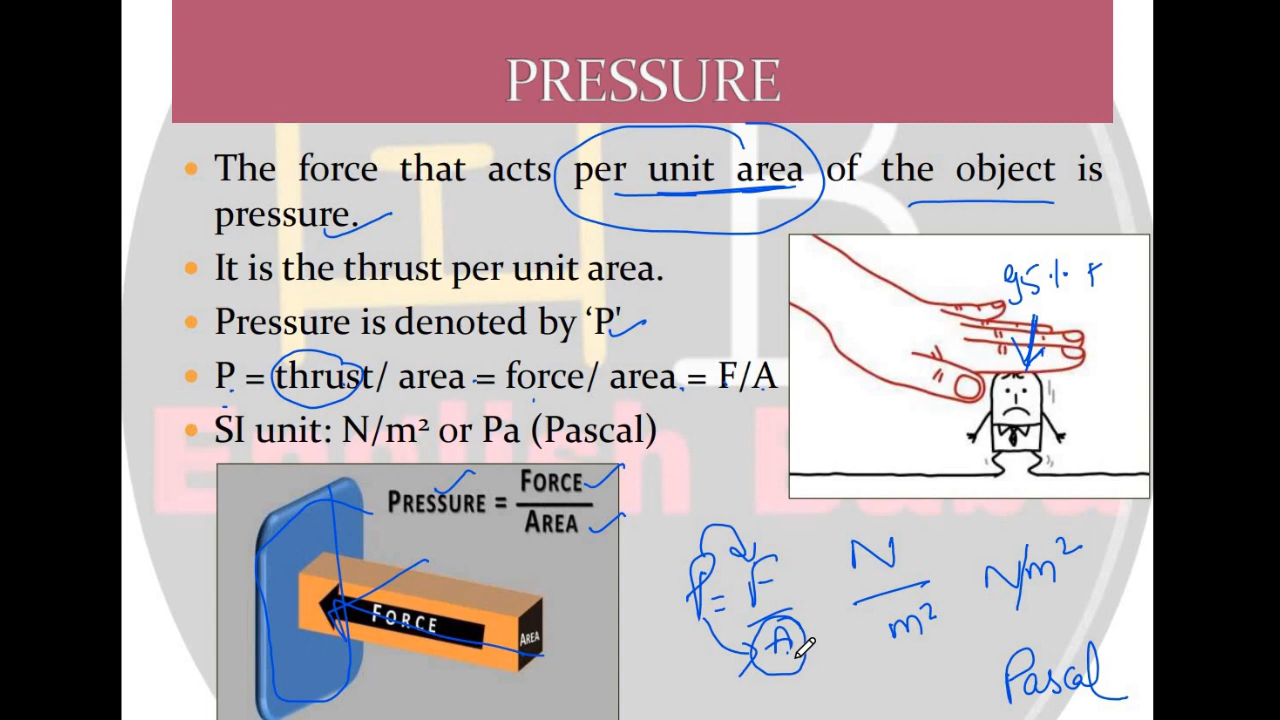 PRESSURE
• The force that acts per unit area of the object is
pressure.
• It is the thrust per unit area.
• Pressure is denoted by ‘P'
• P = thrust/ area = force/ area = F/A
• SI unit: N/m² or Pa (Pascal)
95%
PRESSURE = FORCE
AREA
FORCE
AREA
P = F
A
N
m²
N/m²
Pascal
English